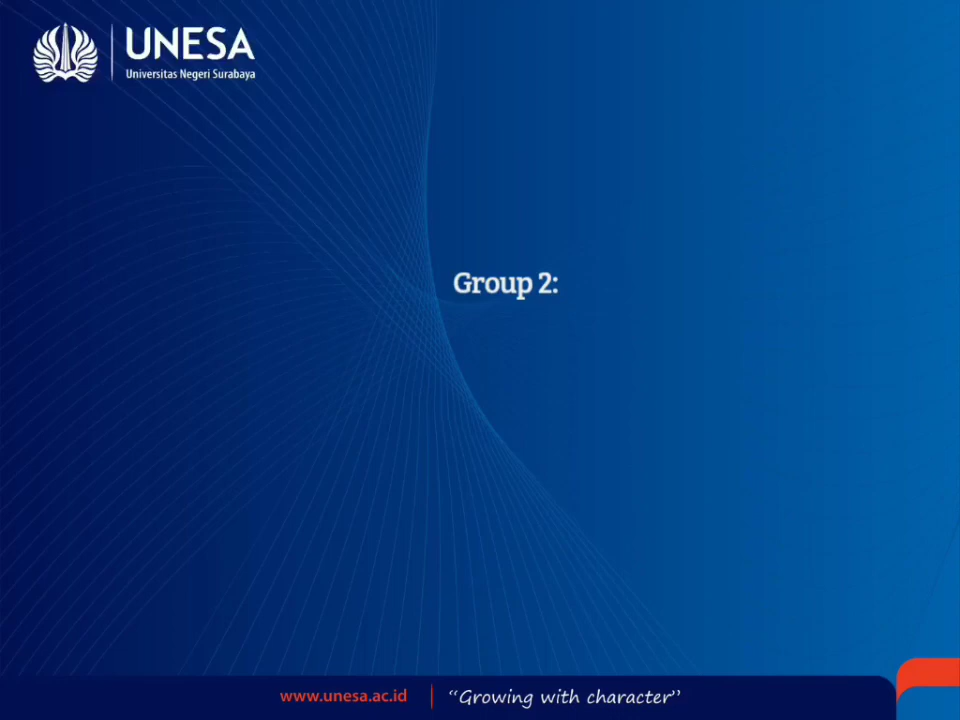 UNESA
Universitas Negeri Surabaya
Group 2:
www.unesa.ac.id
“Growing with character”